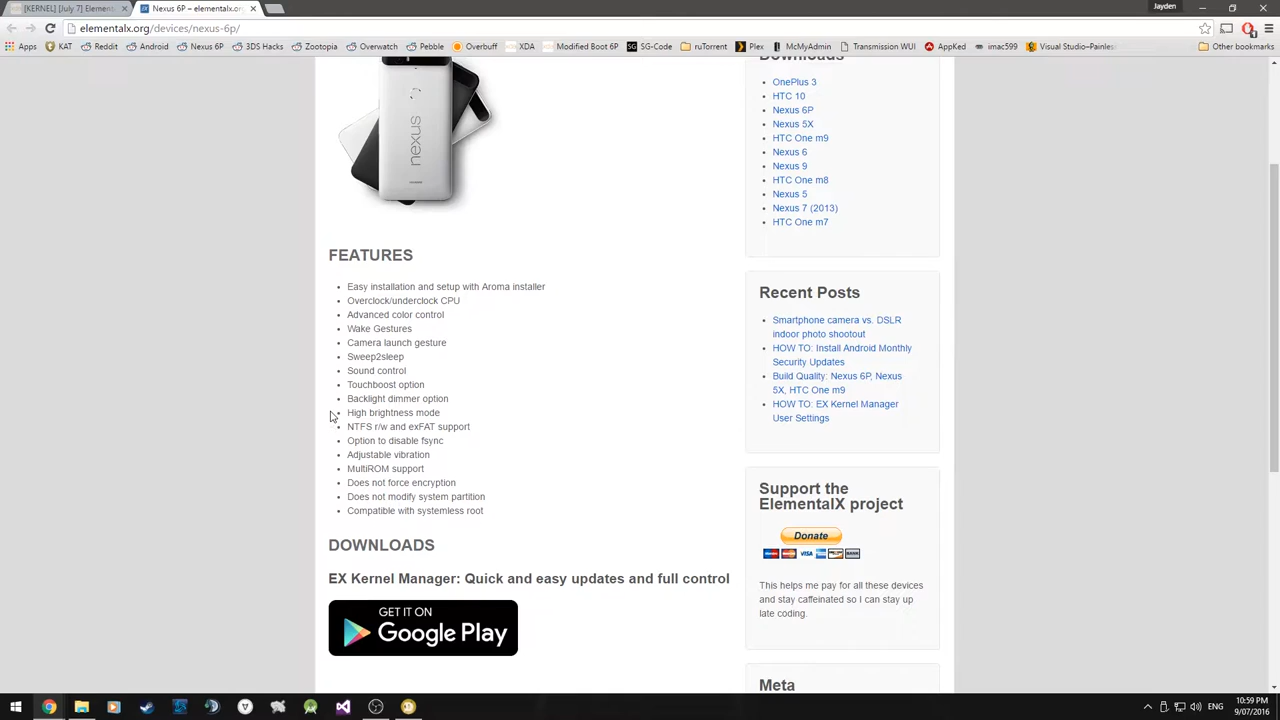 [KERNEL] [July 7] Elementa
Nexus 6P – elementalx.org
Jayden
elementalx.org/devices/nexus-6p/
Apps
KAT
Reddit
Android
Nexus 6P
3DS Hacks
Zootopia
Overwatch
Pebble
Overbuff
XDA
Modified Boot 6P
SG-Code
ruTorrent
Plex
McMyAdmin
Transmission WUI
AppKed
imac599
Visual Studio–Painles
Other bookmarks
nexus
Downloads
OnePlus 3
HTC 10
Nexus 6P
Nexus 5X
HTC One m9
Nexus 6
Nexus 9
HTC One m8
Nexus 5
Nexus 7 (2013)
HTC One m7
FEATURES
Easy installation and setup with Aroma installer
Overclock/underclock CPU
Advanced color control
Wake Gestures
Camera launch gesture
Sweep2sleep
Sound control
Touchboost option
Backlight dimmer option
High brightness mode
NTFS r/w and exFAT support
Option to disable fsync
Adjustable vibration
MultiROM support
Does not force encryption
Does not modify system partition
Compatible with systemless root
Recent Posts
Smartphone camera vs. DSLR
indoor photo shootout
HOW TO: Install Android Monthly
Security Updates
Build Quality: Nexus 6P, Nexus
5X, HTC One m9
HOW TO: EX Kernel Manager
User Settings
DOWNLOADS
EX Kernel Manager: Quick and easy updates and full control
GET IT ON
Google Play
Support the
ElementalX project
Donate
VISA
This helps me pay for all these devices
and stay caffeinated so I can stay up
late coding.
Meta
ENG
10:59 PM
9/07/2016